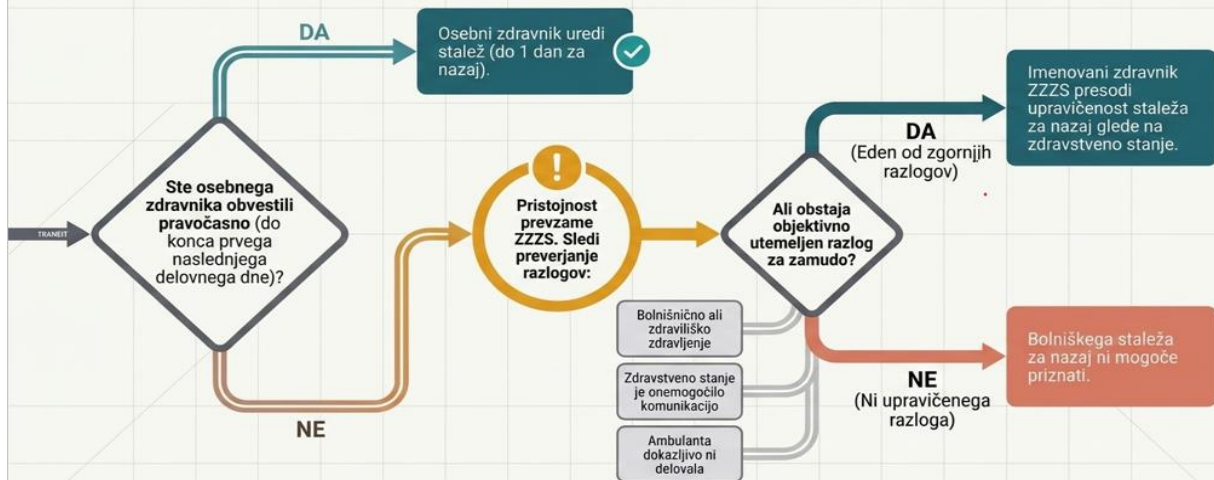 DA
Osebni zdravnik uredi
stalež (do 1 dan za
nazaj).
TRANEIT
Ste osebnega
zdravnika obvestili
pravočasno (do
konca prvega
naslednjega
delovnega dne)?
NE
!
Pristojnost
prevzame
ZZZS. Sledi
preverjanje
razlogov:
Ali obstaja
objektivno
utemeljen razlog
za zamudo?
Bolnišnično ali
zdraviliško
zdravljenje
Zdravstveno stanje
je onemogočilo
komunikacijo
Ambulanta
dokazljivo ni
delovala
DA
(Eden od zgornjih
razlogov)
Imenovani zdravnik
ZZZS presodi
upravičenost staleža
za nazaj glede na
zdravstveno stanje.
NE
(Ni upravičenega
razloga)
Bolniškega staleža
za nazaj ni mogoče
priznati.